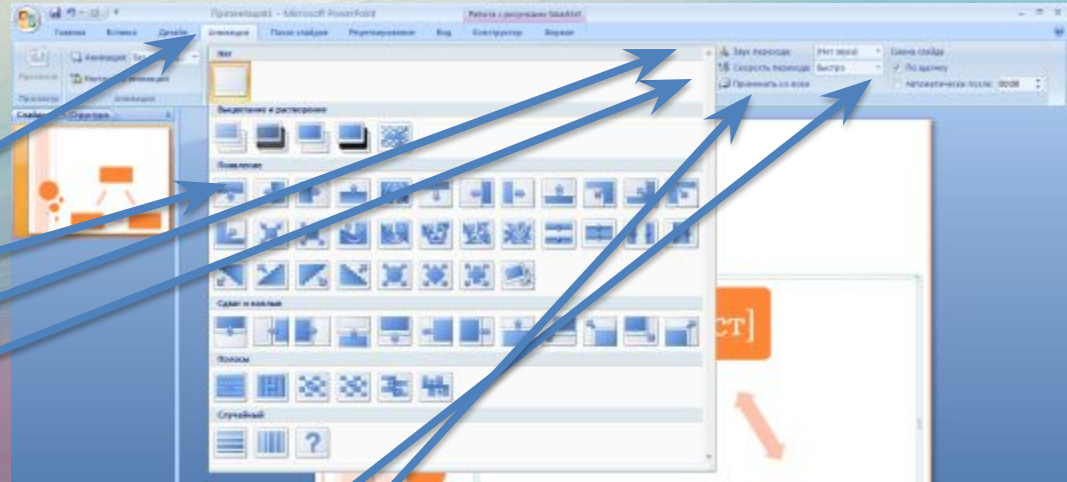 Презентация1 - Microsoft PowerPoint
Работа с рисунками SmartArt
Главная Вставка Дизайн Анимация Показ слайдов Рецензирование Вид Конструктор Формат
Анимация:
Настройка анимации
Просмотр
Анимация
Звук перехода: [Нет звука]
Скорость перехода: Быстро
Применить ко всем
Смена слайда
По щелчку
Автоматически после: 00:00
Слайды Структура
Нет
Выцветание и растворение
Появление
Сдвиг и наплыв
Полосы
Случайный
?
ст]